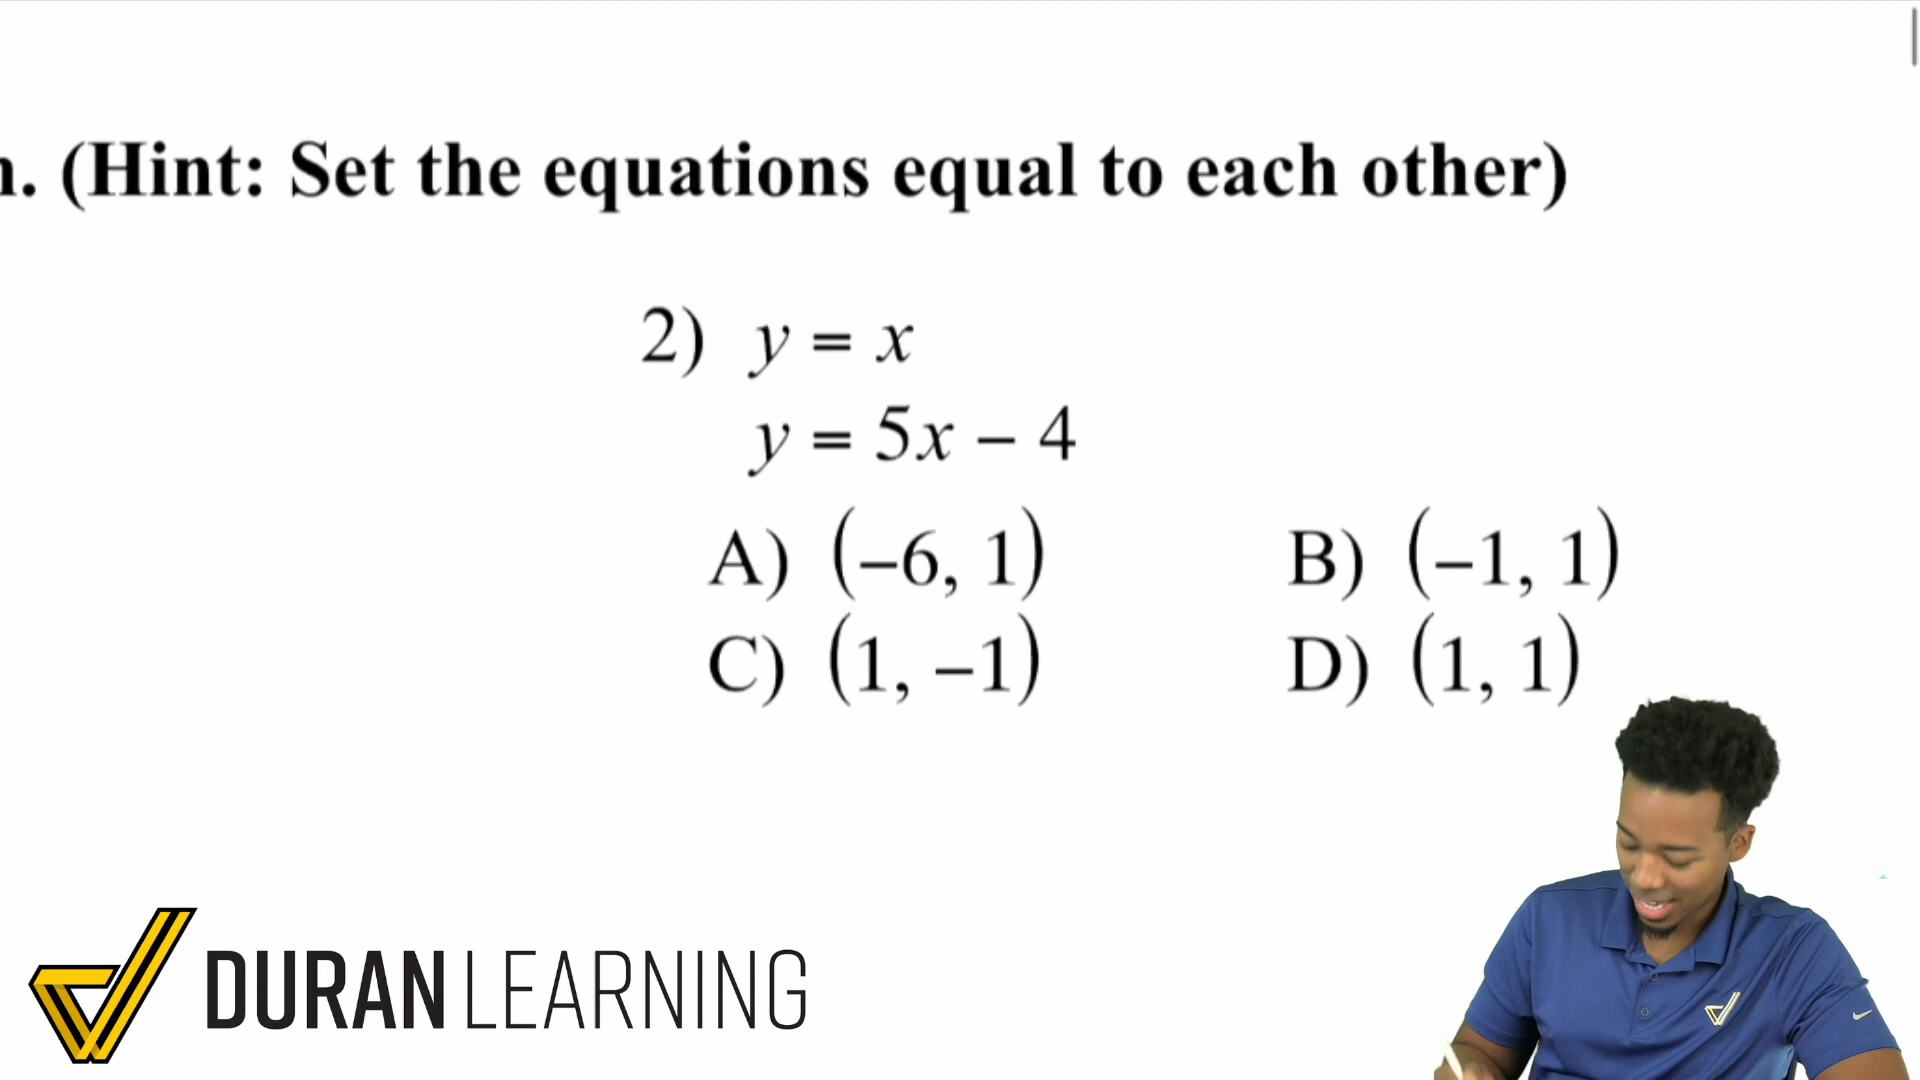 n. (Hint: Set the equations equal to each other)
2) y = x
y = 5x – 4
A) (–6, 1) B) (–1, 1)
C) (1, –1) D) (1, 1)
DURAN LEARNING